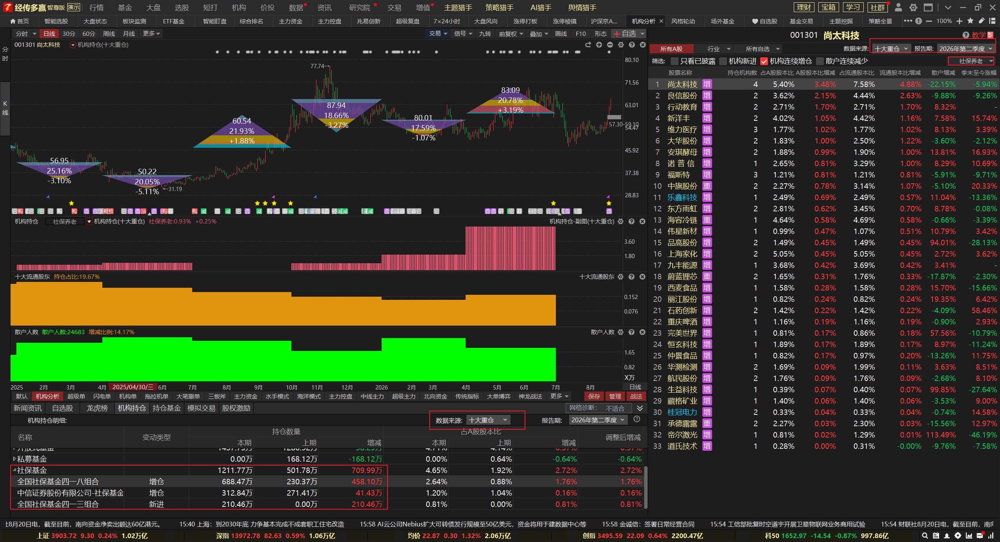 经传多赢 智尊版 演示 行情 基金 大盘 选股 短打 机构 价投 数据 资讯 研究院 交易 增值 主题猎手 策略猎手 AI猎手 舆情猎手 理财 宝箱 学习 社群
首页 智能选股 大盘状态 板块监测 ETF基金 智能盯盘 综合排名 主力资金 主力控盘 兆易创新 超级复盘 7×24小时 大盘风向 涨停打板 涨停棱镜 沪深京A... 机构分析 风格轮动 场外基金 自选股 基金交易 主题挖掘 策略全景 100%
分时 日线 30分 60分 周线 月线 更多 交易 信号 九转 前复权 叠加 画线 F10 形态 自选
001301 尚太科技 机构持仓(十大重仓)
分时
K线
80.10
77.74
71.56
63.01
57.30-59.10
54.47
45.92
37.38
28.83
31.19
56.95
25.16%
-3.10%
50.22
20.05%
-5.11%
60.54
21.93%
+1.88%
87.94
18.66%
-3.27%
80.01
17.59%
-1.07%
83.09
20.78%
+3.19%
机构持仓 社保养老 机构持仓(十大重仓) 社保养老:0.93% +0.25% 机构持仓-副图(十大重仓)
3.60
1.80
十大流通股东 持仓占比:19.67% 十大流通股东
0.152
0.076
散户人数 散户人数:24683 增减比例:14.17% 散户人数
1.65
0.82
X万
2025 2月 3月 4月 2025/04/30/三 6月 7月 8月 9月 10月 11月 12月 2026 2月 3月 4月 5月 6月 7月 8月 日线
默认 机构分析 超级单 闪电单 机构单 拖拉机单 大笔撤单 三板斧 主力资金 水手模式 海洋模式 主力控盘 中线主力 超级主力 北向资金 传统指标 大单博弈 神龙战法 更多 保存 管理 战法
新闻资讯 自选股 龙虎榜 机构持仓 持仓基金 模拟交易 股权激励 网格诊断: 不适合
机构持仓明细: 数据来源: 十大重仓 报告期: 2026年第二季度
名称 变动类型 持仓数量 占A股股本比 调整后增减
本期 上期 增减 本期 上期 增减
私募基金 0.00万 168.12万 -168.12万 0.00% 0.64% -0.64% -0.64%
社保基金 1211.77万 501.78万 709.99万 4.65% 1.92% 2.72% 2.72%
全国社保基金四一八组合 增仓 688.47万 230.37万 458.10万 2.64% 0.88% 1.76% 1.76%
中信证券股份有限公司-社保基金 增仓 312.84万 271.41万 41.43万 1.20% 1.04% 0.16% 0.16%
全国社保基金四一三组合 新进 210.46万 0.00万 210.46万 0.81% 0.00% 0.81% 0.81%
001301 尚太科技 教学
所有A股 行业 所有自选 数据来源: 十大重仓 报告期: 2026年第二季度
筛选: 只看已披露 机构新进 机构连续增仓 散户连续减少 社保养老
股票名称 持仓机构数 占A股股本比 A股股本比增减 占流通股本比 流通股本比增减 散户增减 季末至今涨幅
1 尚太科技 增 4 5.40% 3.48% 7.58% 4.88% -22.15% -5.94%
2 良信股份 增 2 3.62% 2.15% 4.44% 2.63% -9.88% -9.26%
3 行动教育 增 2 2.71% 1.70% 2.71% 1.70% 8.32% -
4 新洋丰 增 2 4.02% 1.05% 4.42% 1.16% 7.58% 15.74%
5 维力医疗 增 3 1.77% 1.02% 1.77% 1.02% 8.13% 3.39%
6 大华股份 增 2 1.83% 1.00% 2.50% 1.22% -3.60% -2.12%
7 安琪酵母 增 2 1.88% 0.99% 1.90% 1.00% 13.81% 16.93%
8 诺 普 信 增 1 2.65% 0.81% 3.29% 1.00% 8.29% 10.69%
9 福斯特 增 3 1.21% 0.81% 1.21% 0.81% -5.91% -9.71%
10 中旗股份 重 2 2.27% 0.78% 3.14% 1.07% -5.10% 20.33%
11 乐鑫科技 增 1 2.49% 0.69% 2.49% 0.57% 11.04% -13.36%
12 东方雨虹 增 2 2.81% 0.62% 3.45% 0.70% 8.78% -0.08%
13 海容冷链 重 1 4.64% 0.58% 4.69% 0.58% -0.66% -3.39%
14 伟星新材 增 1 0.99% 0.47% 1.07% 0.51% 10.79% 3.42%
15 品高股份 增 2 1.49% 0.45% 1.49% 0.45% 94.01% -28.13%
16 上海家化 增 2 5.05% 0.45% 5.05% 0.45% 2.72% 3.62%
17 九丰能源 增 1 3.68% 0.42% 3.69% 0.42% 3.41% -
18 蔚蓝锂芯 重 2 1.65% 0.31% 1.76% 0.33% -17.87% -2.30%
19 西麦食品 增 1 1.58% 0.28% 1.58% 0.28% 15.70% -15.66%
20 丽江股份 增 1 0.82% 0.24% 0.82% 0.24% 19.35% 6.42%
21 石药创新 增 2 1.42% 0.22% 1.42% 0.22% -4.09% 58.46%
22 重庆啤酒 增 1 1.16% 0.19% 1.16% 0.19% -0.90% 2.93%
23 完美世界 增 1 0.81% 0.17% 0.86% 0.18% 57.56% -10.79%
24 恒玄科技 增 1 1.89% 0.17% 1.89% 0.17% 8.97% -11.24%
25 仲景食品 增 1 0.82% 0.17% 0.97% 0.20% -13.26% 11.75%
26 华测检测 增 2 1.69% 0.09% 1.99% 0.11% 3.63% 8.51%
27 航民股份 增 2 1.76% 0.09% 1.76% 0.09% -2.68% 8.10%
28 生益科技 增 1 0.39% 0.07% 0.40% 0.07% 99.85% -27.64%
29 藏格矿业 增 1 1.40% 0.06% 1.40% 0.06% -3.53% 9.00%
30 桂冠电力 增 2 0.33% 0.04% 0.33% 0.04% -0.74% 14.58%
31 承德露露 重 2 2.27% 0.03% 2.30% 0.03% -15.56% 12.97%
32 帝尔激光 增 1 0.81% 0.02% 1.29% 0.01% 113.49% -46.19%
33 道氏技术 增 1 0.28% 0.00% 0.31% -0.00% -9.76% -7.58%
社8月20日电，截至目前，南向资金净卖出额达60亿港元。 15:40 上海：到2030年底 力争基本完成不成套职工住宅改造 15:58 AI云公司Nebius扩大可转债发行规模至50亿美元，资金将用于建数据中心等 15:58 金诚信：签署日常经营合同 15:54 工信部批复时空道宇开展卫星物联网业务商用试验 15:54 财联社8月20日电，截至目前，南向
上证 3903.72 9.30 0.24% 1.02万亿 深指 13972.78 82.63 0.59% 1.06万亿 均价 22.87 0.30 1.32% 2.06万亿 创指 3495.59 22.09 0.64% 2200.47亿 科50 1652.97 -14.54 -0.87% 997.86亿